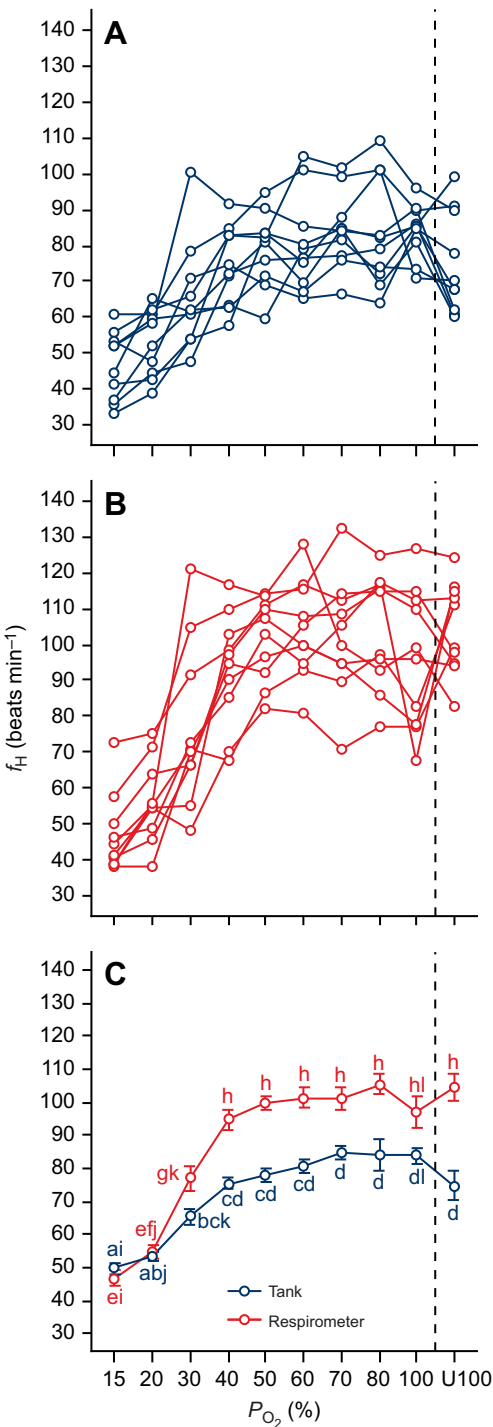 A
140
130
120
110
100
90
80
70
60
50
40
30
B
140
130
120
110
100
90
80
70
60
50
40
30
fH (beats min–1)
C
140
130
120
110
100
90
80
70
60
50
40
30
h h h h h hl h
gk
efj
ai
ei
abj
bck
cd cd cd d d dl d
Tank
Respirometer
15 20 30 40 50 60 70 80 100 U100
PO2 (%)